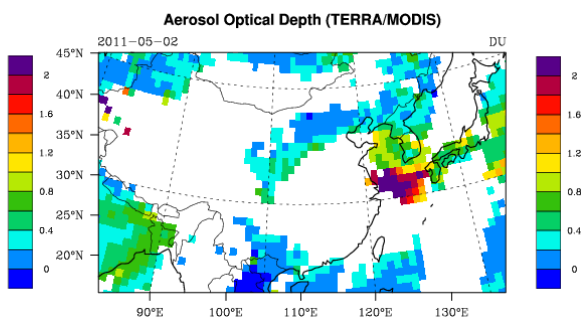 Aerosol Optical Depth (TERRA/MODIS)
2011-05-02 DU
45°N
40°N
35°N
30°N
25°N
20°N
90°E 100°E 110°E 120°E 130°E
2
1.6
1.2
0.8
0.4
0
2
1.6
1.2
0.8
0.4
0